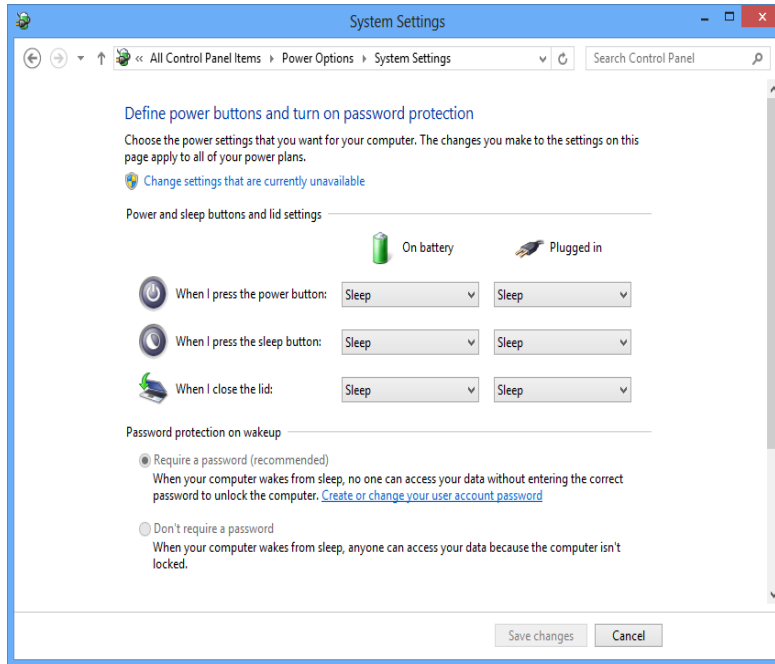 System Settings
« All Control Panel Items Power Options System Settings Search Control Panel
Define power buttons and turn on password protection
Choose the power settings that you want for your computer. The changes you make to the settings on this
page apply to all of your power plans.
Change settings that are currently unavailable
Power and sleep buttons and lid settings
On battery Plugged in
When I press the power button: Sleep Sleep
When I press the sleep button: Sleep Sleep
When I close the lid: Sleep Sleep
Password protection on wakeup
Require a password (recommended)
When your computer wakes from sleep, no one can access your data without entering the correct
password to unlock the computer. Create or change your user account password
Don't require a password
When your computer wakes from sleep, anyone can access your data because the computer isn't
locked.
Save changes Cancel